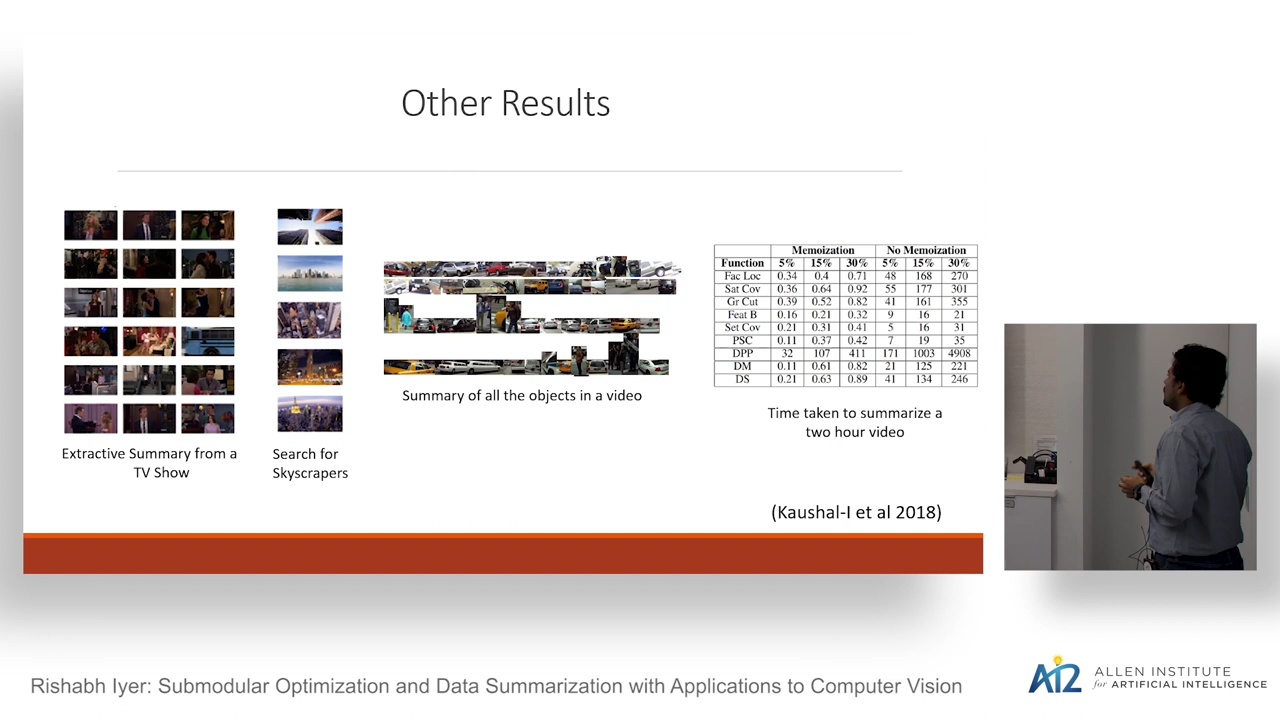 Other Results
Memoization No Memoization
Function 5% 15% 30% 5% 15% 30%
Fac Loc 0.34 0.4 0.71 48 168 270
Sat Cov 0.36 0.64 0.92 55 177 301
Gr Cut 0.39 0.52 0.82 41 161 355
Feat B 0.16 0.21 0.32 9 16 21
Set Cov 0.21 0.31 0.41 5 16 31
PSC 0.11 0.37 0.42 7 19 35
DPP 32 107 411 171 1003 4908
DM 0.11 0.61 0.82 21 125 221
DS 0.21 0.63 0.89 41 134 246
Extractive Summary from a
TV Show
Search for
Skyscrapers
Summary of all the objects in a video
Time taken to summarize a
two hour video
(Kaushal-I et al 2018)
Rishabh Iyer: Submodular Optimization and Data Summarization with Applications to Computer Vision
AI2
ALLEN INSTITUTE
for ARTIFICIAL INTELLIGENCE